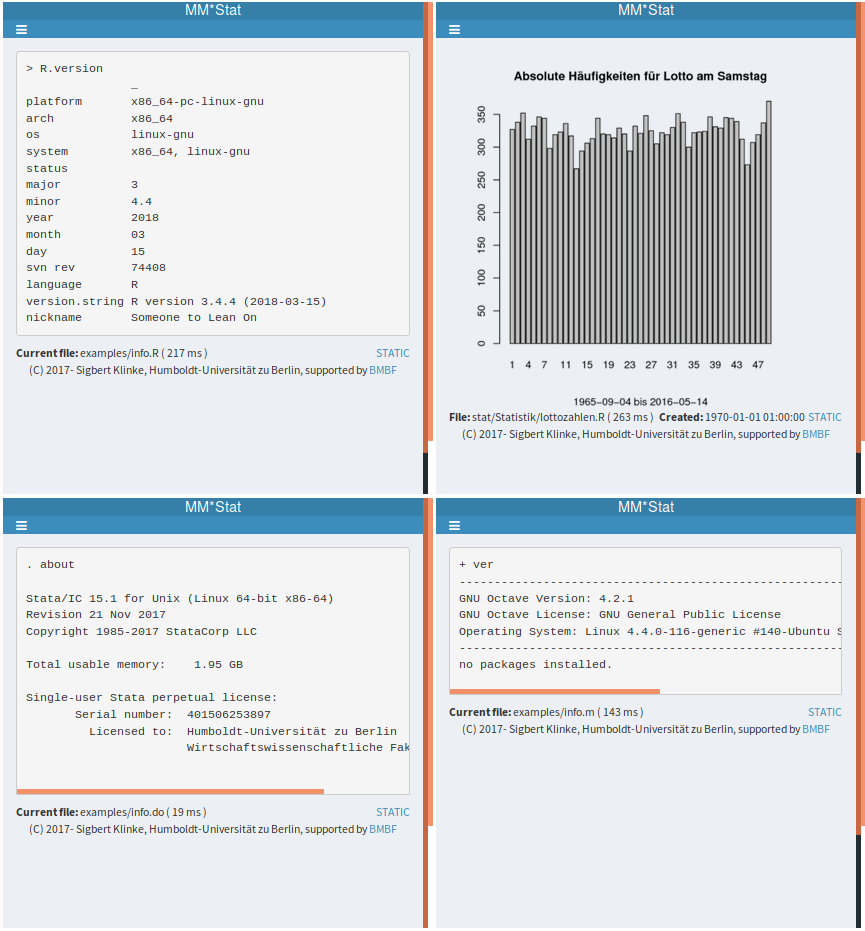 MM*Stat
> R.version
_
platform x86_64-pc-linux-gnu
arch x86_64
os linux-gnu
system x86_64, linux-gnu
status
major 3
minor 4.4
year 2018
month 03
day 15
svn rev 74408
language R
version.string R version 3.4.4 (2018-03-15)
nickname Someone to Lean On
Current file: examples/info.R ( 217 ms ) STATIC
(C) 2017- Sigbert Klinke, Humboldt-Universität zu Berlin, supported by BMBF
MM*Stat
Absolute Häufigkeiten für Lotto am Samstag
350
300
250
200
150
100
50
0
1 4 7 11 15 19 23 27 31 35 39 43 47
1965-09-04 bis 2016-05-14
File: stat/Statistik/lottozahlen.R ( 263 ms ) Created: 1970-01-01 01:00:00 STATIC
(C) 2017- Sigbert Klinke, Humboldt-Universität zu Berlin, supported by BMBF
MM*Stat
. about
Stata/IC 15.1 for Unix (Linux 64-bit x86-64)
Revision 21 Nov 2017
Copyright 1985-2017 StataCorp LLC
Total usable memory: 1.95 GB
Single-user Stata perpetual license:
Serial number: 401506253897
Licensed to: Humboldt-Universität zu Berlin
Wirtschaftswissenschaftliche Fak
Current file: examples/info.do ( 19 ms ) STATIC
(C) 2017- Sigbert Klinke, Humboldt-Universität zu Berlin, supported by BMBF
MM*Stat
+ ver
----------------------------------------------------------------------
GNU Octave Version: 4.2.1
GNU Octave License: GNU General Public License
Operating System: Linux 4.4.0-116-generic #140-Ubuntu S
----------------------------------------------------------------------
no packages installed.
Current file: examples/info.m ( 143 ms ) STATIC
(C) 2017- Sigbert Klinke, Humboldt-Universität zu Berlin, supported by BMBF